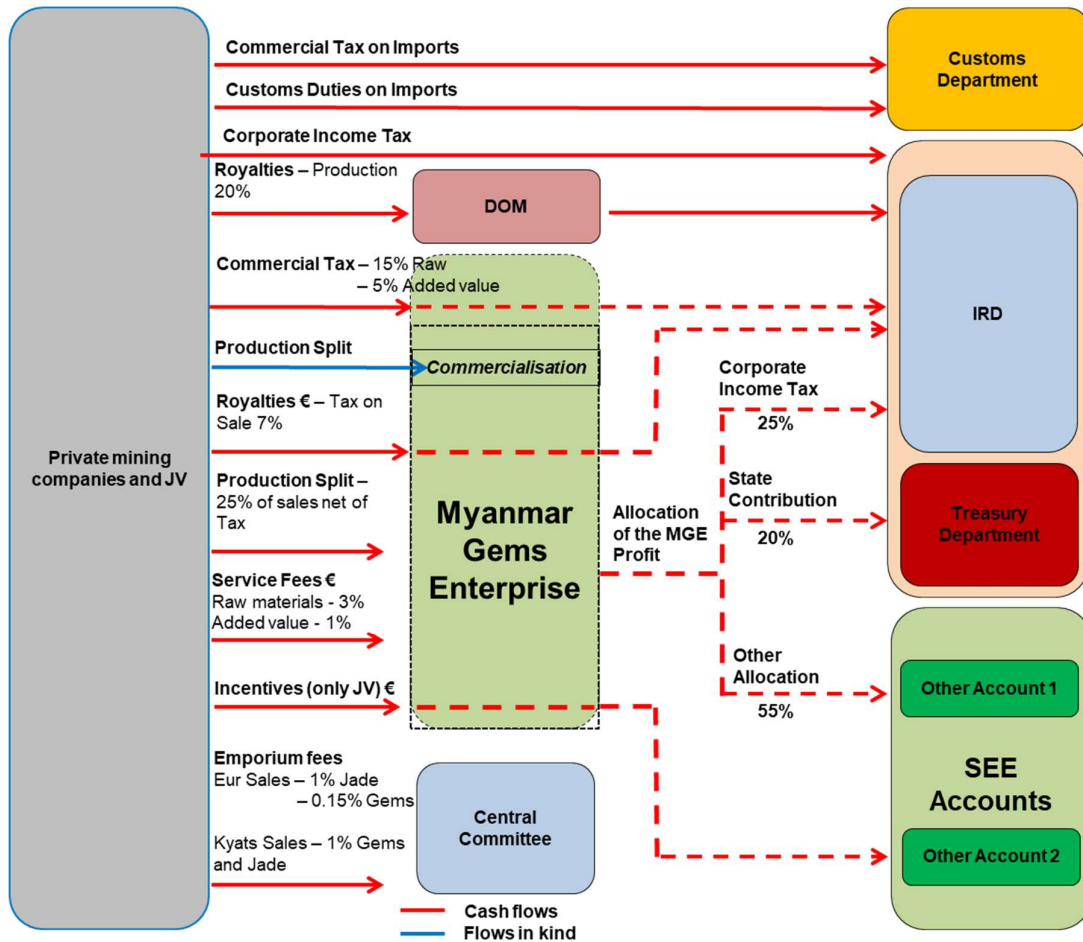 Commercial Tax on Imports
Customs Duties on Imports
Corporate Income Tax
Royalties – Production
20%
Commercial Tax – 15% Raw
– 5% Added value
Production Split
Royalties € – Tax on
Sale 7%
Production Split –
25% of sales net of
Tax
Service Fees €
Raw materials - 3%
Added value - 1%
Incentives (only JV) €
Emporium fees
Eur Sales – 1% Jade
– 0.15% Gems
Kyats Sales – 1% Gems
and Jade
Private mining
companies and JV
DOM
Commercialisation
Myanmar
Gems
Enterprise
Central
Committee
Cash flows
Flows in kind
Allocation
of the MGE
Profit
Corporate
Income Tax
25%
State
Contribution
20%
Other
Allocation
55%
Customs
Department
IRD
Treasury
Department
Other Account 1
SEE
Accounts
Other Account 2